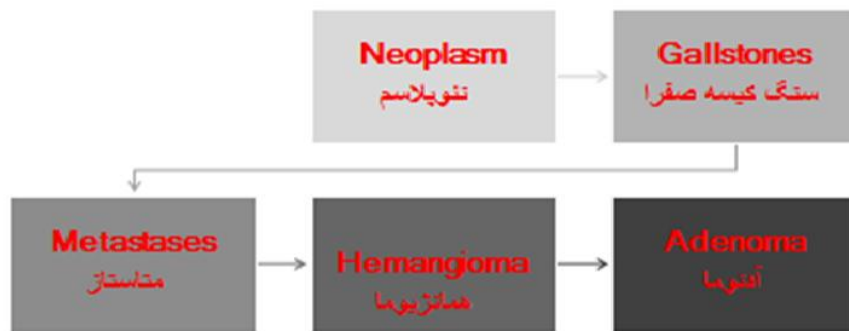 Neoplasm
نئوپلاسم
Gallstones
سنگ کیسه صفرا
Metastases
متاستاز
Hemangioma
همانژیوما
Adenoma
آدنوما